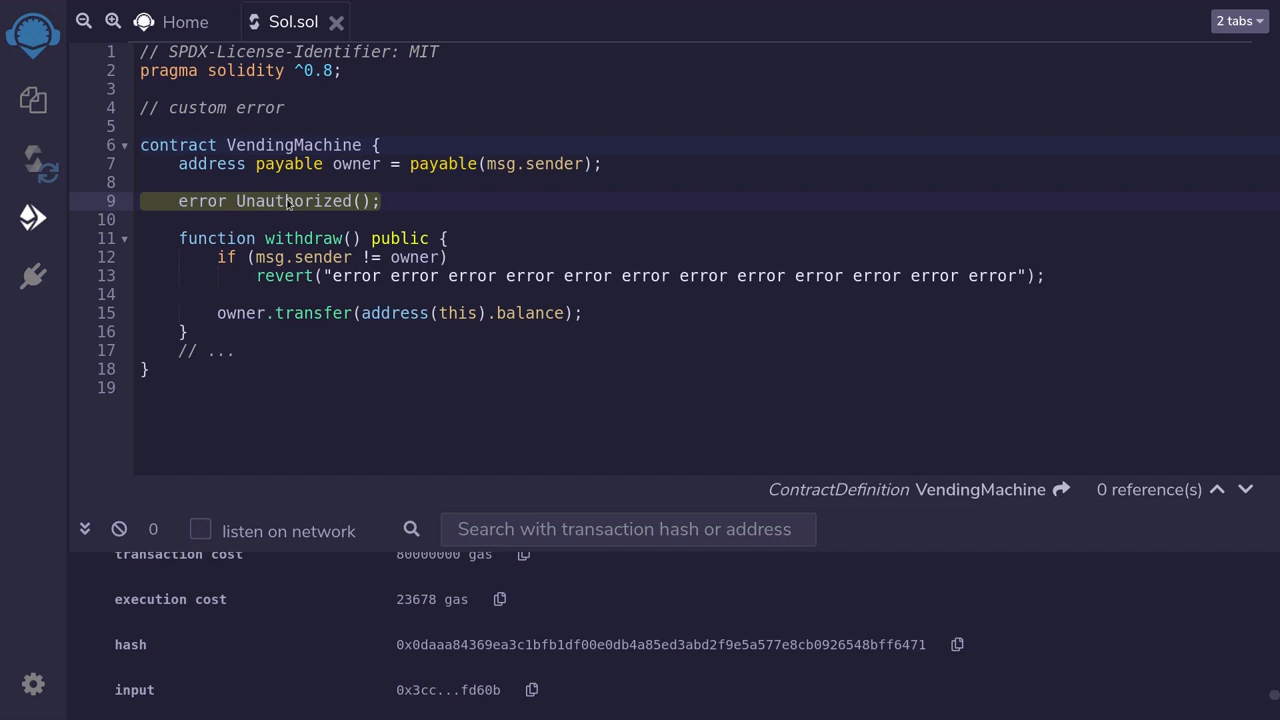 Home
Sol.sol
2 tabs
1 // SPDX-License-Identifier: MIT
2 pragma solidity ^0.8;
3
4 // custom error
5
6 contract VendingMachine {
7 address payable owner = payable(msg.sender);
8
9 error Unauthorized();
10
11 function withdraw() public {
12 if (msg.sender != owner)
13 revert("error error error error error error error error error error error error");
14
15 owner.transfer(address(this).balance);
16 }
17 // ...
18 }
19
ContractDefinition VendingMachine 0 reference(s)
0 listen on network Search with transaction hash or address
transaction cost 80000000 gas
execution cost 23678 gas
hash 0x0daaa84369ea3c1bfb1df00e0db4a85ed3abd2f9e5a577e8cb0926548bff6471
input 0x3cc...fd60b